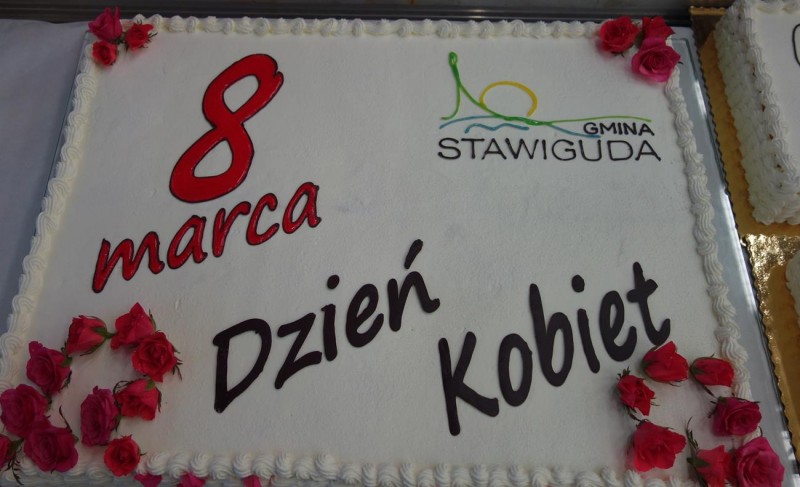 8
marca
GMINA
STAWIGUDA
Dzień
Kobiet